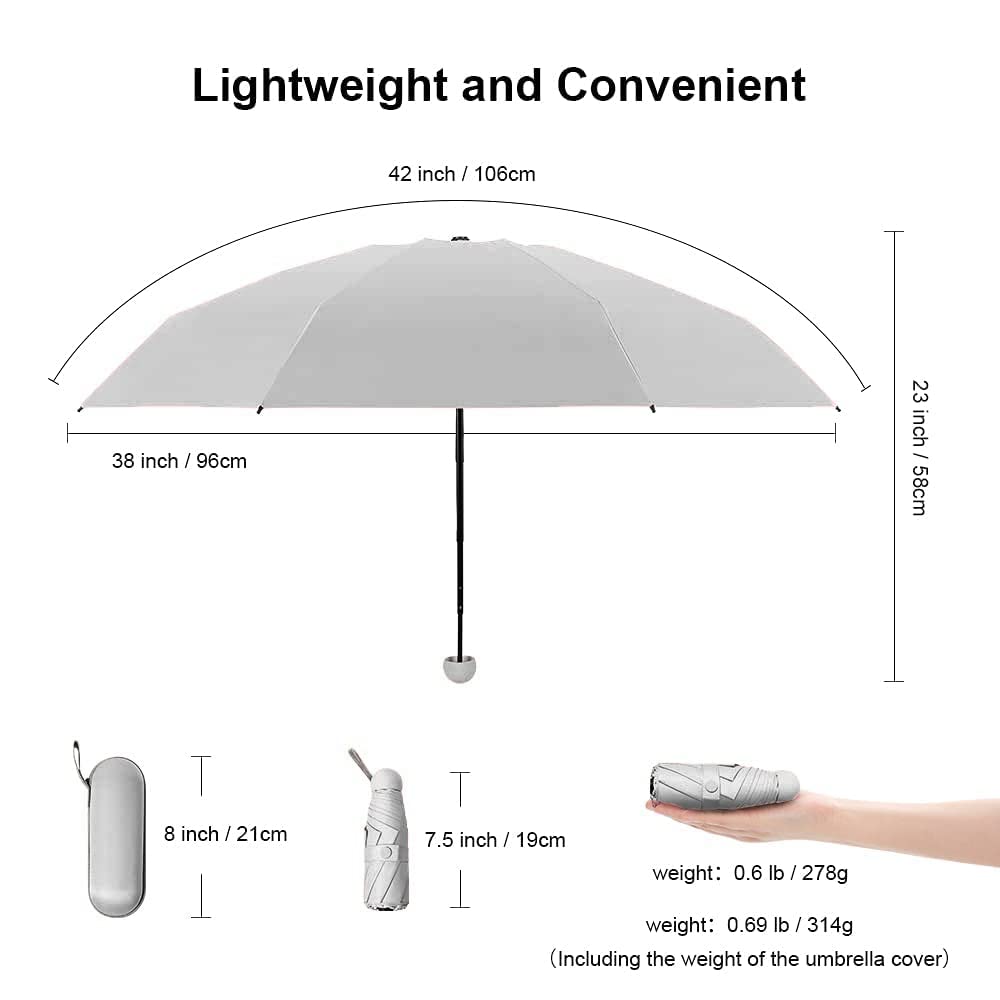 Lightweight and Convenient
42 inch / 106cm
23 inch / 58cm
38 inch / 96cm
8 inch / 21cm
7.5 inch / 19cm
weight：0.6 lb / 278g
weight：0.69 lb / 314g
（Including the weight of the umbrella cover）